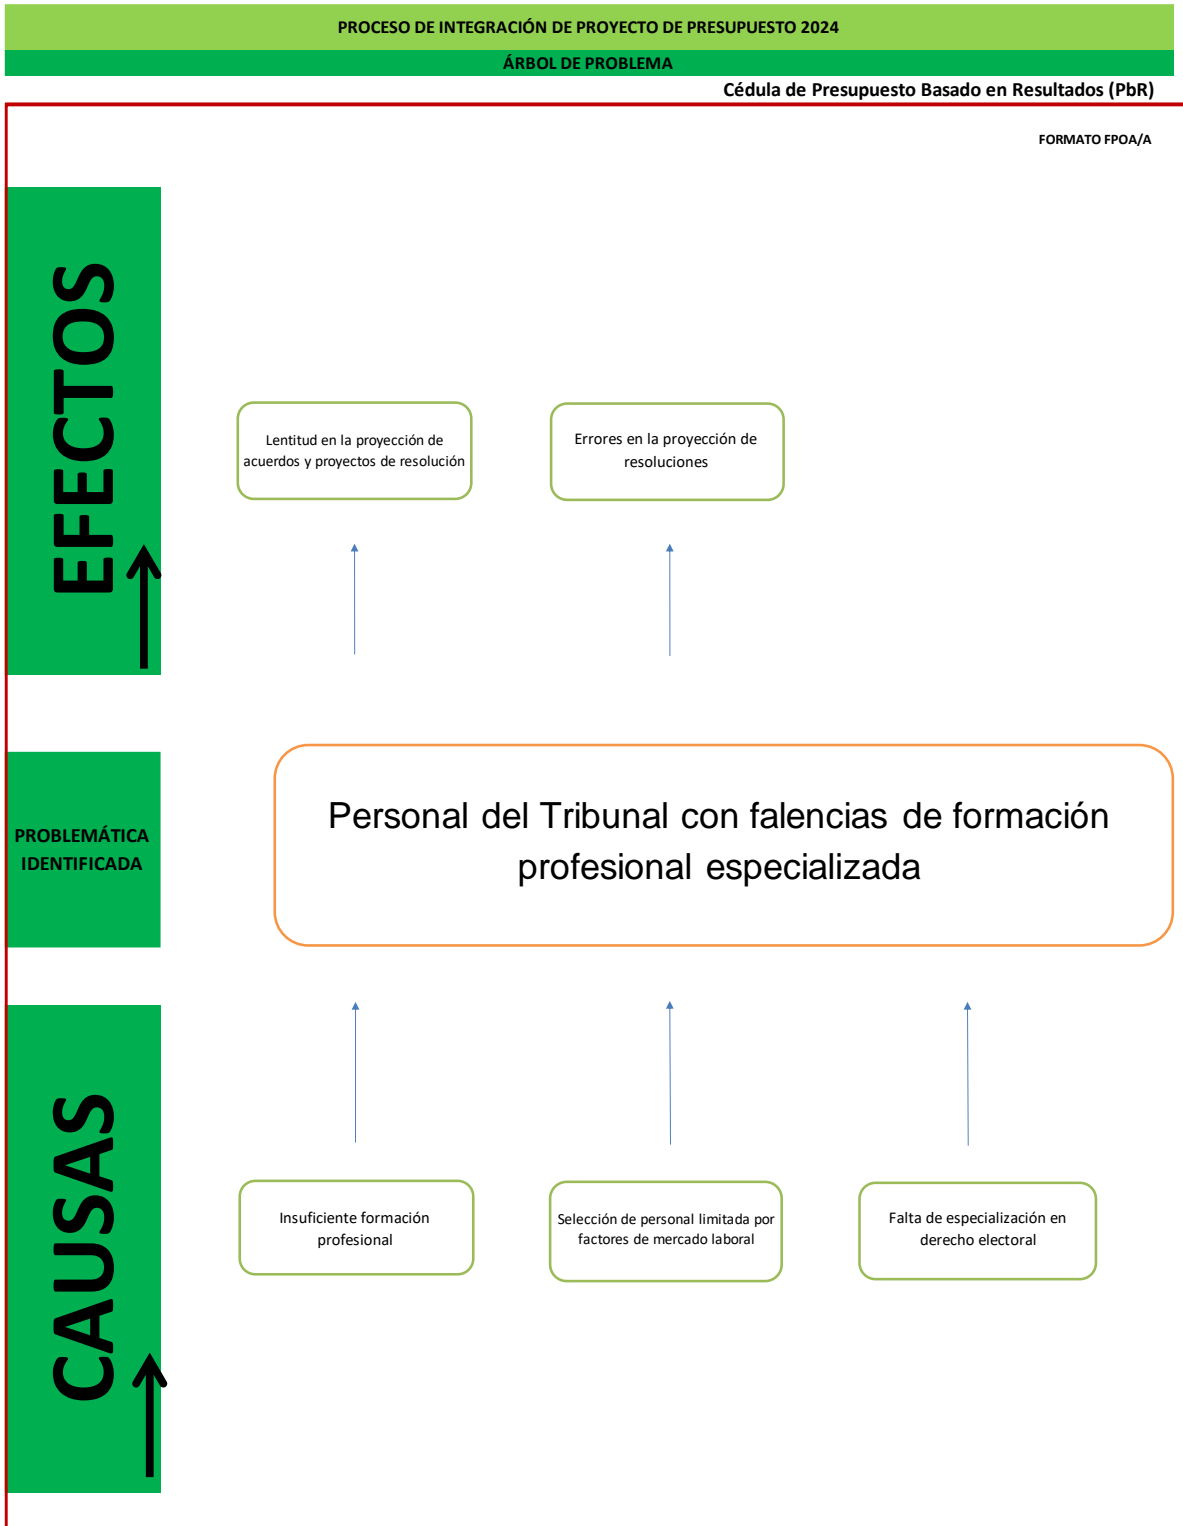 PROCESO DE INTEGRACIÓN DE PROYECTO DE PRESUPUESTO 2024
ÁRBOL DE PROBLEMA
Cédula de Presupuesto Basado en Resultados (PbR)
FORMATO FPOA/A
EFECTOS
Lentitud en la proyección de
acuerdos y proyectos de resolución
Errores en la proyección de
resoluciones
PROBLEMÁTICA
IDENTIFICADA
Personal del Tribunal con falencias de formación
profesional especializada
CAUSAS
Insuficiente formación
profesional
Selección de personal limitada por
factores de mercado laboral
Falta de especialización en
derecho electoral